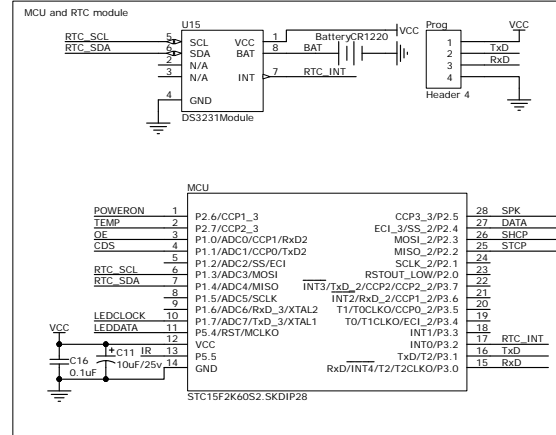 MCU and RTC module
U15
RTC_SCL 5 SCL VCC 1 VCC
RTC_SDA 6 SDA BAT 8 BAT BatteryCR1220
2 N/A
3 N/A INT 7 RTC_INT
4 GND
DS3231Module
Prog
VCC
1
2 TxD
3 RxD
4
Header 4
MCU
POWERON 1 P2.6/CCP1_3 CCP3_3/P2.5 28 SPK
TEMP 2 P2.7/CCP2_3 ECI_3/SS_2/P2.4 27 DATA
OE 3 P1.0/ADC0/CCP1/RxD2 MOSI_2/P2.3 26 SHCP
CDS 4 P1.1/ADC1/CCP0/TxD2 MISO_2/P2.2 25 STCP
5 P1.2/ADC2/SS/ECI SCLK_2/P2.1 24
RTC_SCL 6 P1.3/ADC3/MOSI RSTOUT_LOW/P2.0 23
RTC_SDA 7 P1.4/ADC4/MISO INT3/TxD_2/CCP2/CCP2_2/P3.7 22
8 P1.5/ADC5/SCLK INT2/RxD_2/CCP1_2/P3.6 21
9 P1.6/ADC6/RxD_3/XTAL2 T1/T0CLKO/CCP0_2/P3.5 20
LEDCLOCK 10 P1.7/ADC7/TxD_3/XTAL1 T0/T1CLKO/ECI_2/P3.4 19
LEDDATA 11 P5.4/RST/MCLKO INT1/P3.3 18
VCC 12 VCC INT0/P3.2 17 RTC_INT
IR 13 P5.5 TxD/T2/P3.1 16 TxD
14 GND RxD/INT4/T2/T2CLKO/P3.0 15 RxD
C16
0.1uF
+ C11
10uF/25v
STC15F2K60S2.SKDIP28